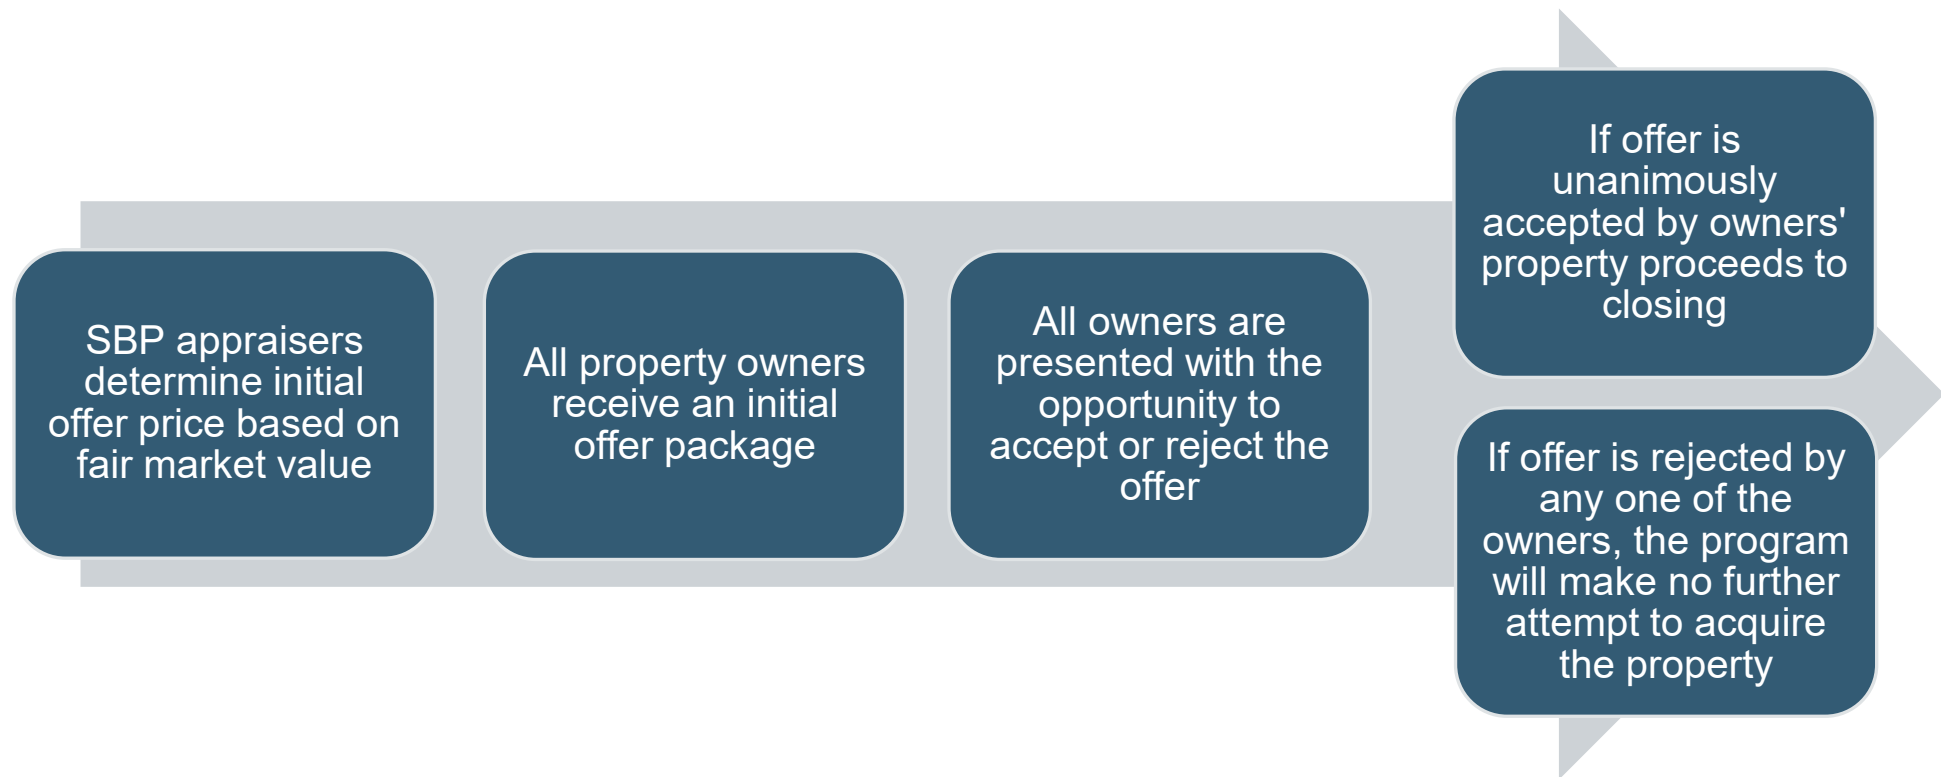 SBP appraisers
determine initial
offer price based on
fair market value
All property owners
receive an initial
offer package
All owners are
presented with the
opportunity to
accept or reject the
offer
If offer is
unanimously
accepted by owners'
property proceeds to
closing
If offer is rejected by
any one of the
owners, the program
will make no further
attempt to acquire
the property